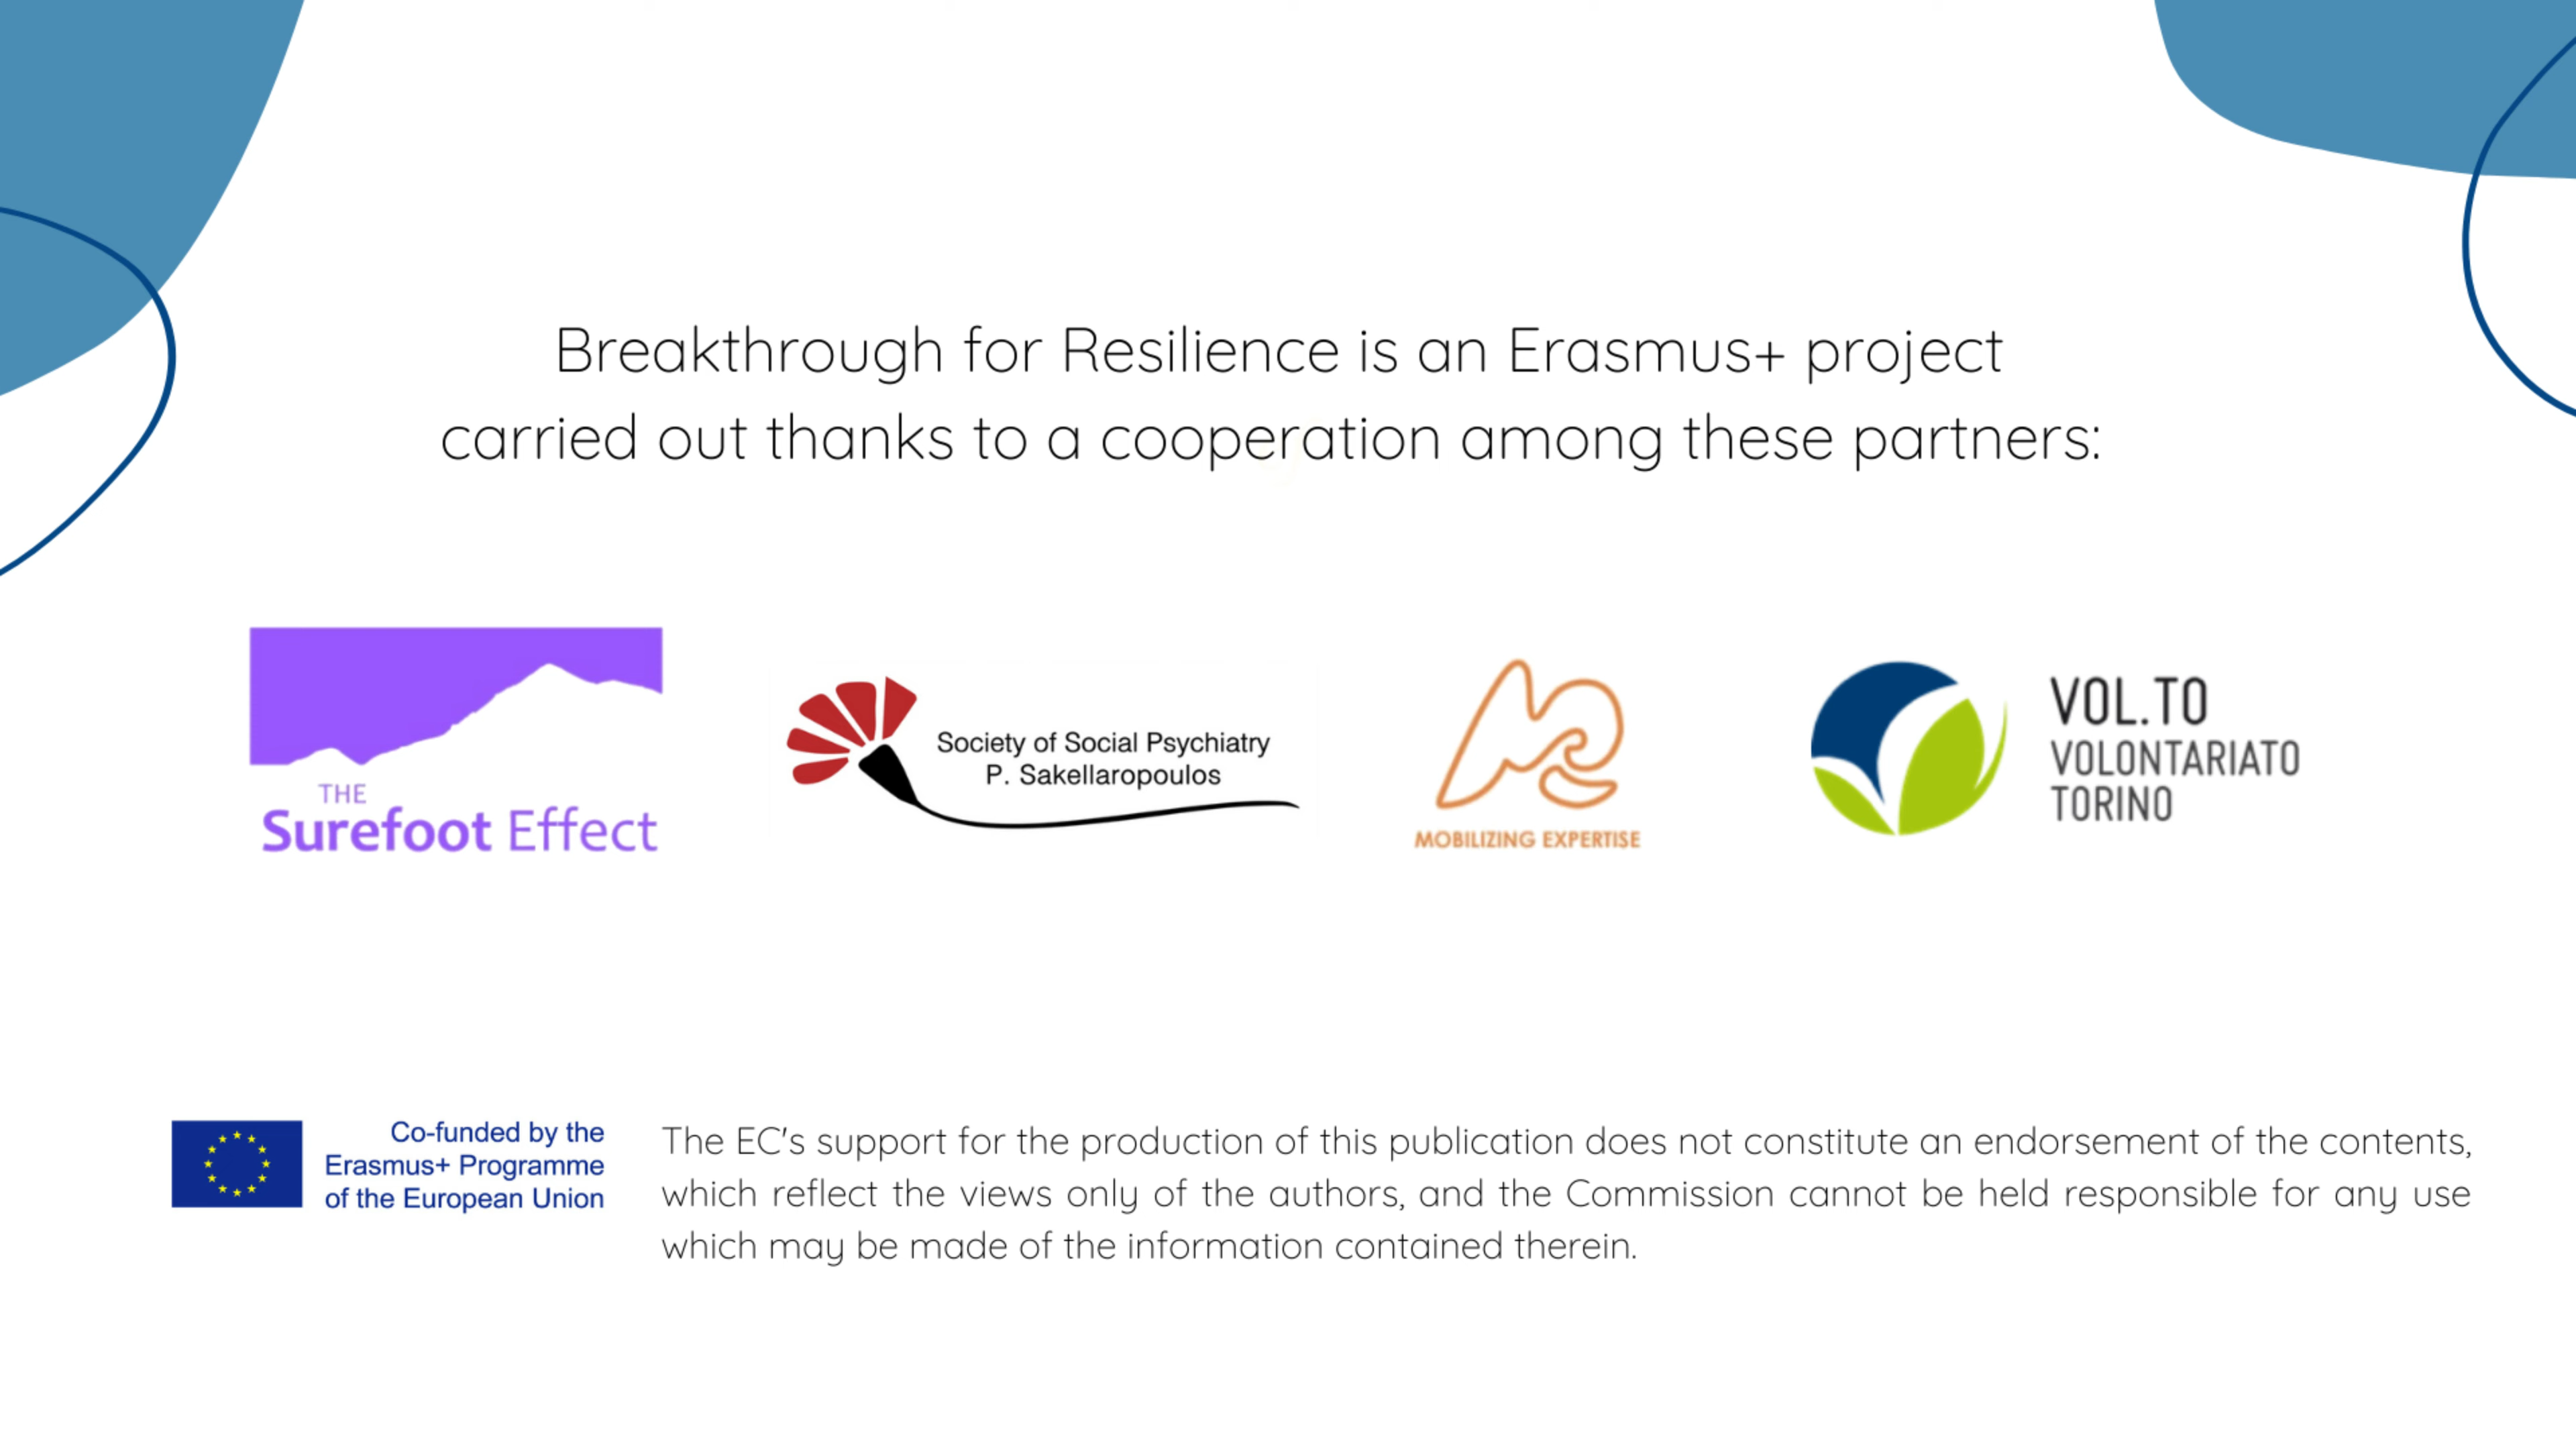 Breakthrough for Resilience is an Erasmus+ project
carried out thanks to a cooperation among these partners:
THE
Surefoot Effect
Society of Social Psychiatry
P. Sakellaropoulos
MOBILIZING EXPERTISE
VOL.TO
VOLONTARIATO
TORINO
Co-funded by the
Erasmus+ Programme
of the European Union
The EC's support for the production of this publication does not constitute an endorsement of the contents,
which reflect the views only of the authors, and the Commission cannot be held responsible for any use
which may be made of the information contained therein.